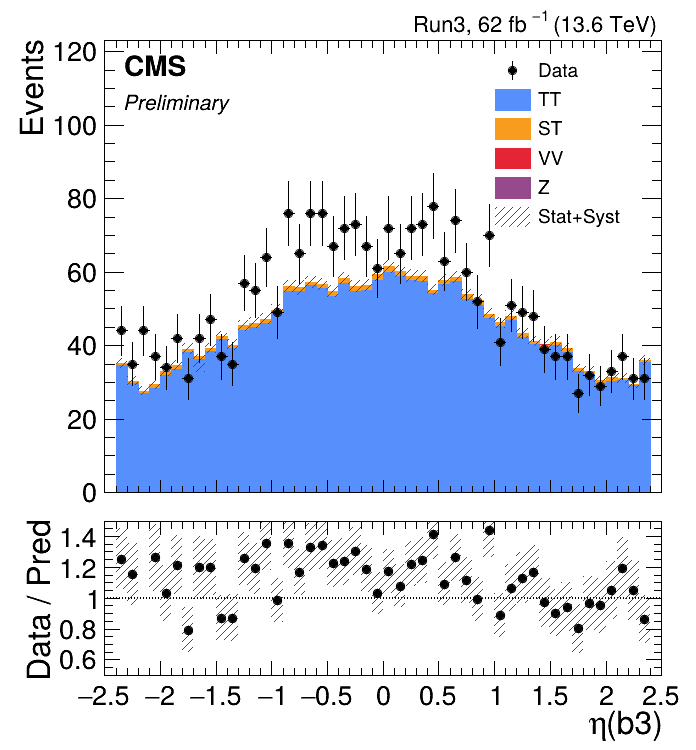 Run3, 62 fb⁻¹ (13.6 TeV)
Events
120
100
80
60
40
20
0
CMS
Preliminary
Data
TT
ST
VV
Z
Stat+Syst
Data / Pred
1.4
1.2
1
0.8
0.6
−2.5 −2 −1.5 −1 −0.5 0 0.5 1 1.5 2 2.5
η(b3)